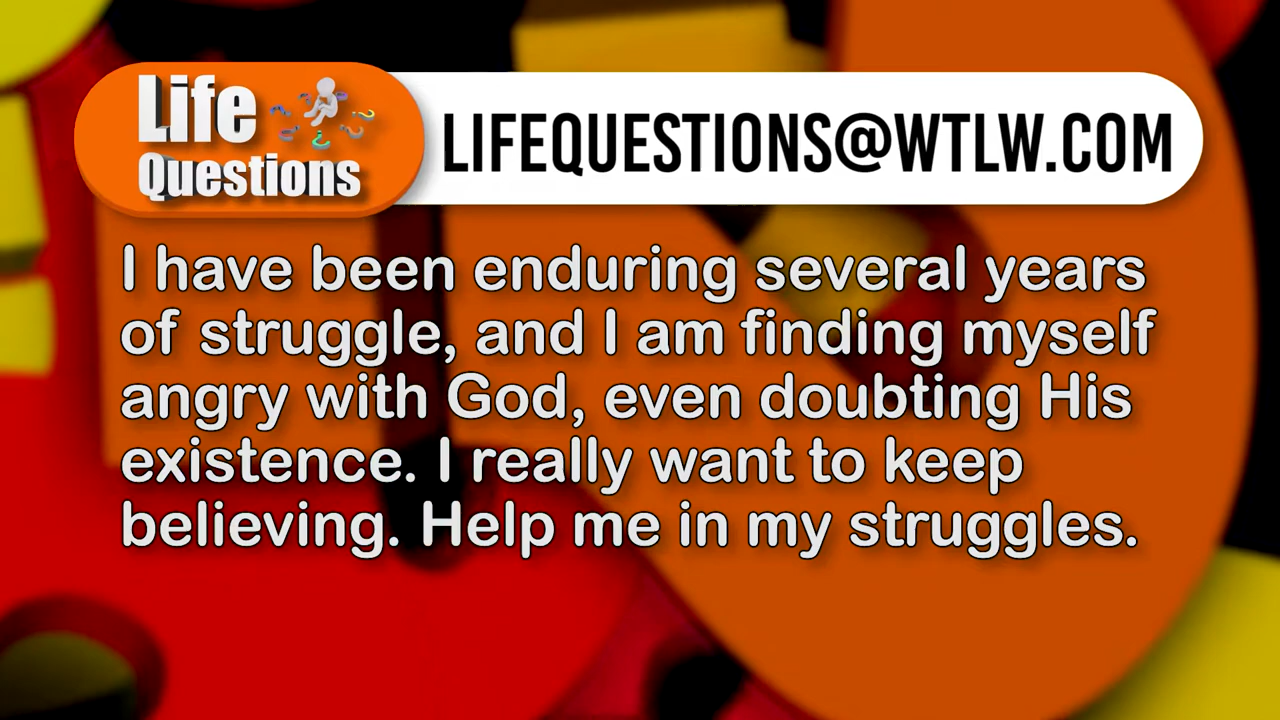 Life
Questions
LIFEQUESTIONS@WTLW.COM
I have been enduring several years
of struggle, and I am finding myself
angry with God, even doubting His
existence. I really want to keep
believing. Help me in my struggles.